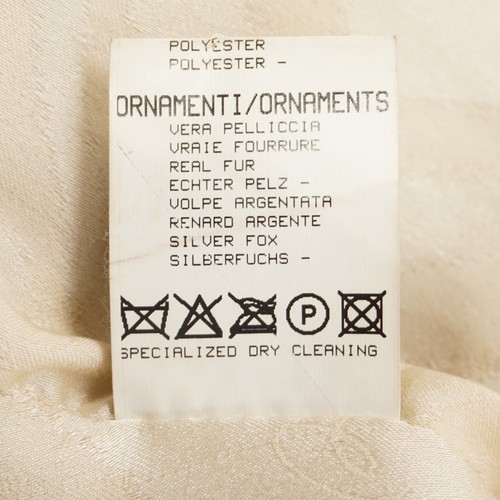 POLYESTER
POLYESTER -
ORNAMENTI/ORNAMENTS
VERA PELLICCIA
VRAIE FOURRURE
REAL FUR
ECHTER PELZ -
VOLPE ARGENTATA
RENARD ARGENTE
SILVER FOX
SILBERFUCHS -
P
SPECIALIZED DRY CLEANING